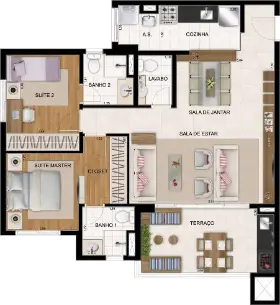 A.S.
COZINHA
SUITE 2
BANHO 2
LAVABO
SALA DE JANTAR
SALA DE ESTAR
SUITE MASTER
CLOSET
BANHO 1
TERRAÇO